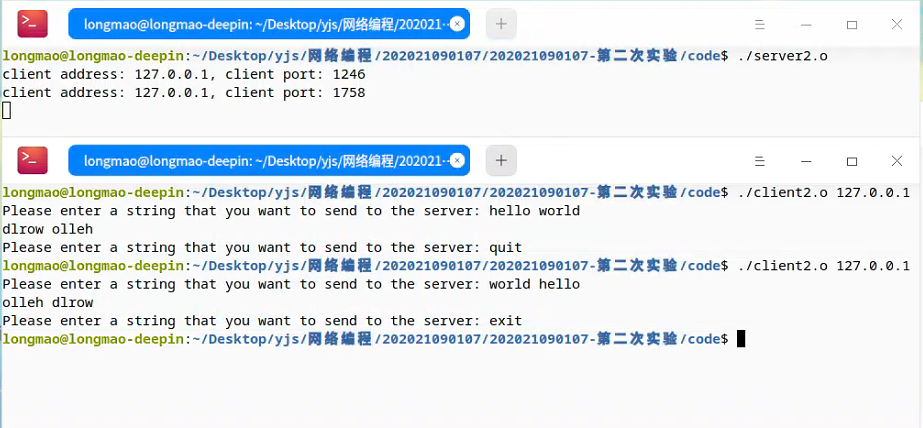 longmao@longmao-deepin: ~/Desktop/yjs/网络编程/202021··
longmao@longmao-deepin:~/Desktop/yjs/网络编程/202021090107/202021090107-第二次实验/code$ ./server2.o
client address: 127.0.0.1, client port: 1246
client address: 127.0.0.1, client port: 1758
longmao@longmao-deepin: ~/Desktop/yjs/网络编程/202021··
longmao@longmao-deepin:~/Desktop/yjs/网络编程/202021090107/202021090107-第二次实验/code$ ./client2.o 127.0.0.1
Please enter a string that you want to send to the server: hello world
dlrow olleh
Please enter a string that you want to send to the server: quit
longmao@longmao-deepin:~/Desktop/yjs/网络编程/202021090107/202021090107-第二次实验/code$ ./client2.o 127.0.0.1
Please enter a string that you want to send to the server: world hello
olleh dlrow
Please enter a string that you want to send to the server: exit
longmao@longmao-deepin:~/Desktop/yjs/网络编程/202021090107/202021090107-第二次实验/code$